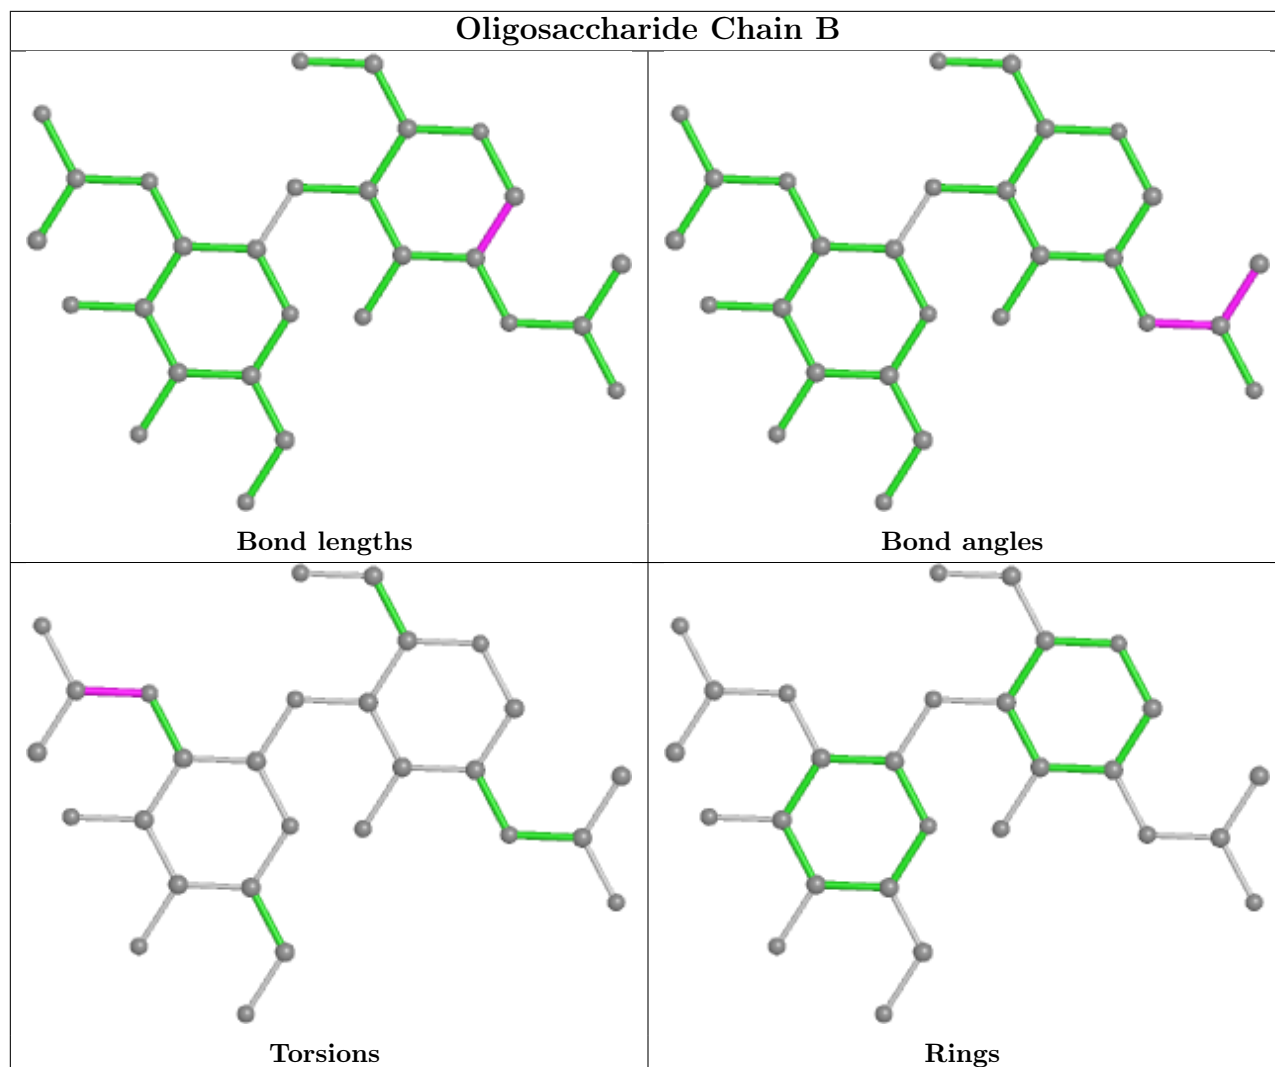 Oligosaccharide Chain B
Bond lengths
Bond angles
Torsions
Rings